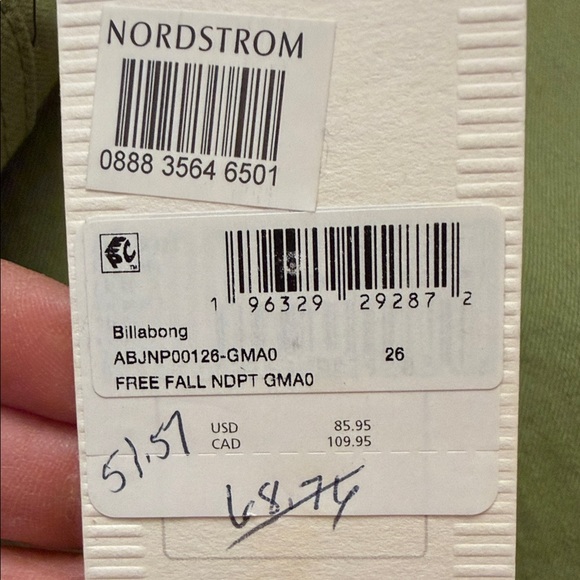 NORDSTROM
0888 3564 6501
1 96329 29287 2
Billabong
ABJNP00126-GMA0 26
FREE FALL NDPT GMA0
USD 85.95
CAD 109.95
51.57
68.76